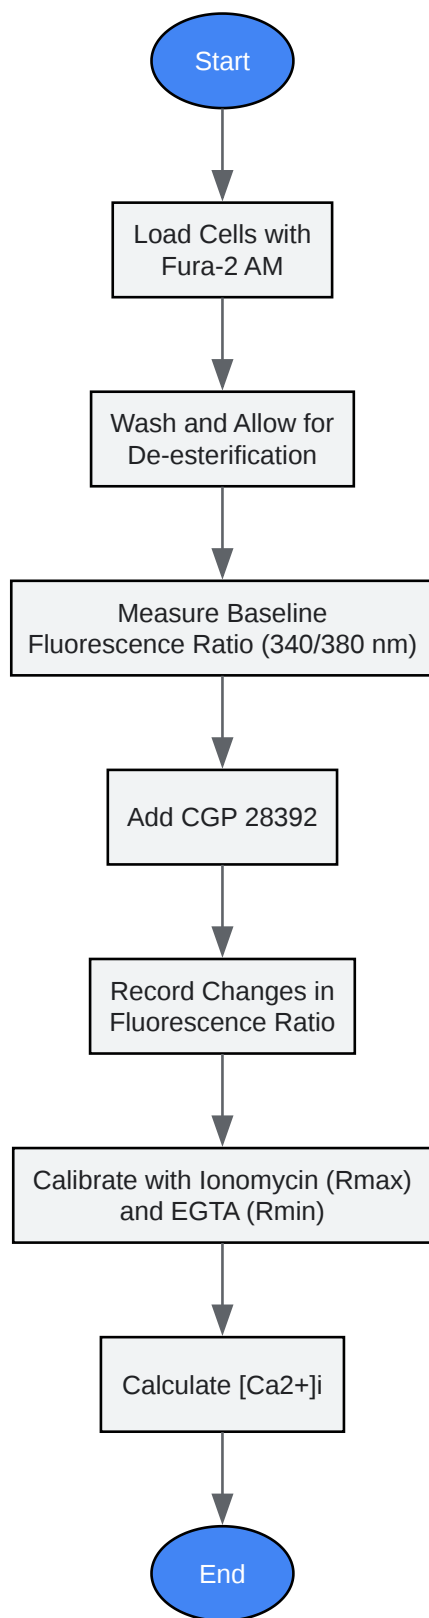 Start
Load Cells with
Fura-2 AM
Wash and Allow for
De-esterification
Measure Baseline
Fluorescence Ratio (340/380 nm)
Add CGP 28392
Record Changes in
Fluorescence Ratio
Calibrate with Ionomycin (Rmax)
and EGTA (Rmin)
Calculate [Ca2+]i
End